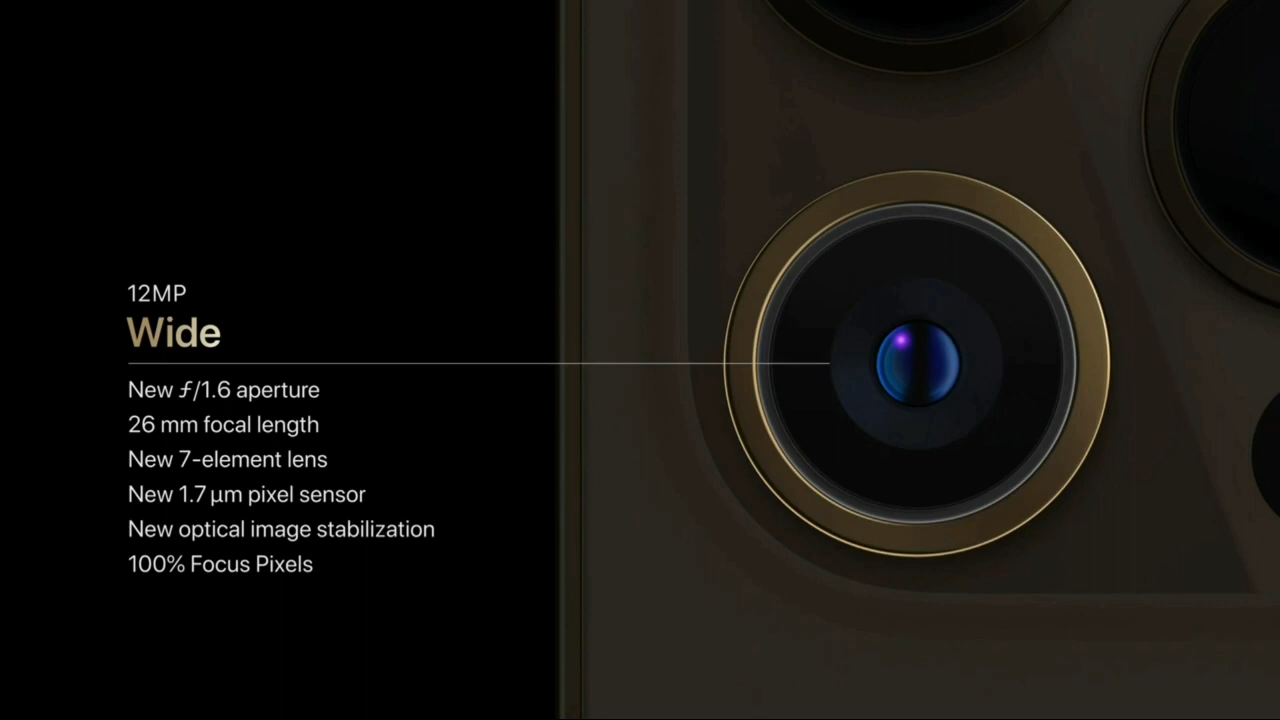 12MP
Wide
New ƒ/1.6 aperture
26 mm focal length
New 7-element lens
New 1.7 µm pixel sensor
New optical image stabilization
100% Focus Pixels